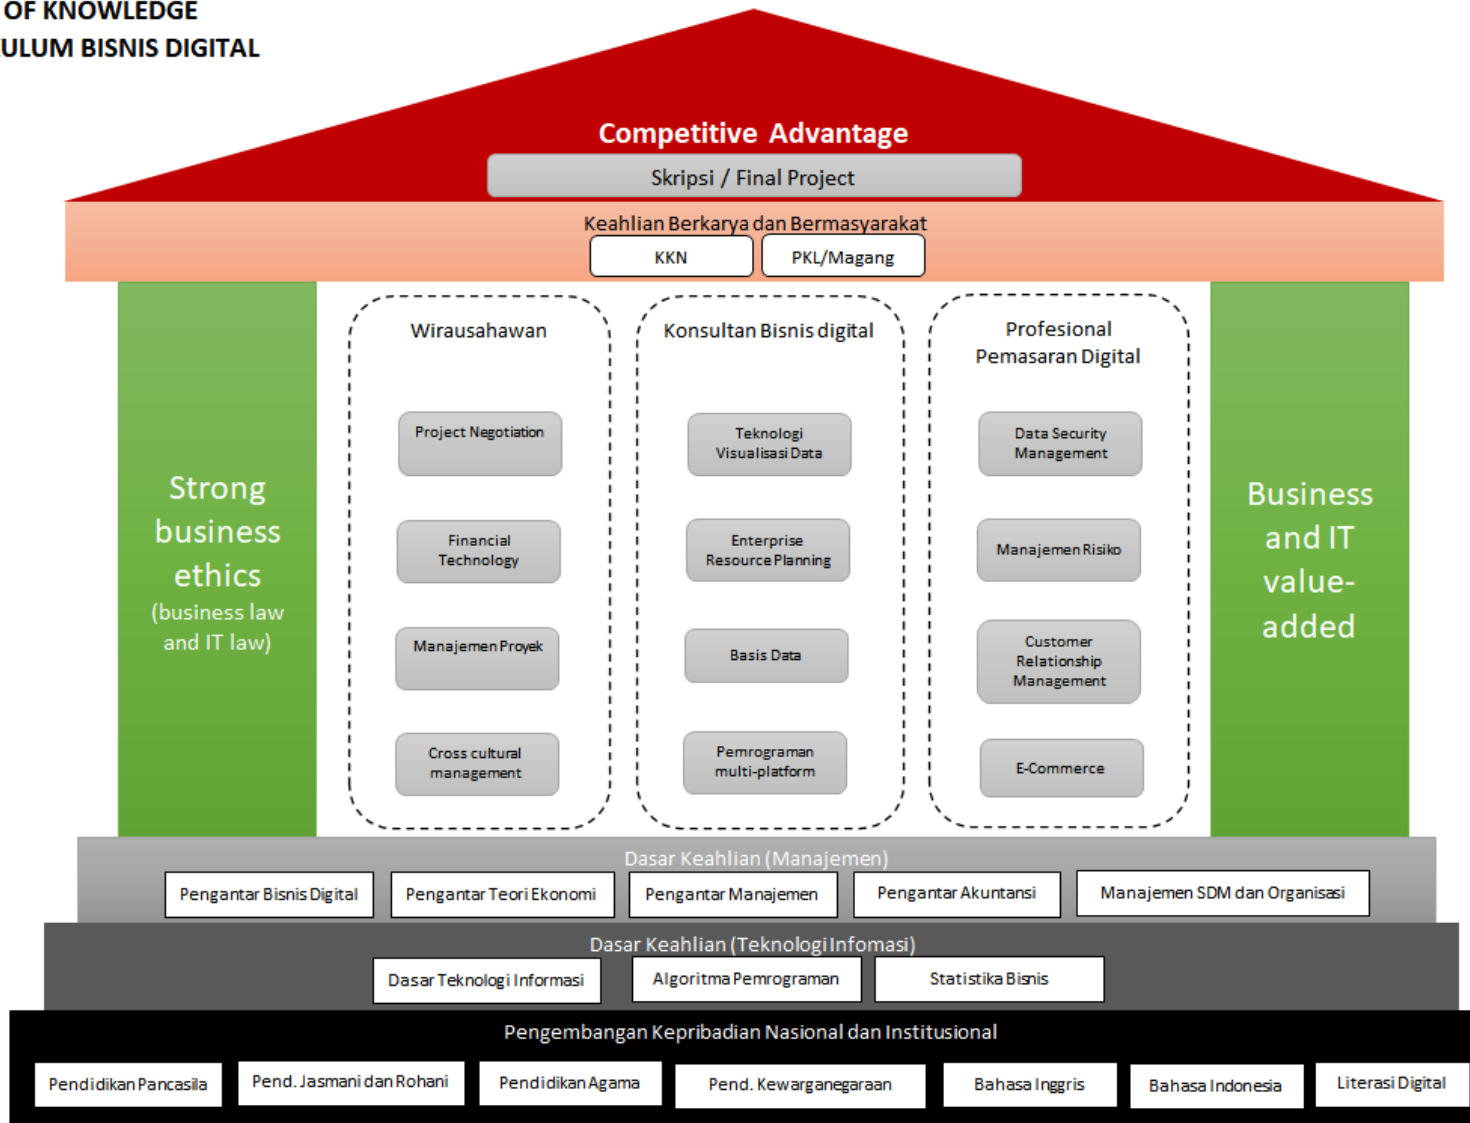 OF KNOWLEDGE
ULUM BISNIS DIGITAL
Competitive Advantage
Skripsi / Final Project
Keahlian Berkarya dan Bermasyarakat
KKN
PKL/Magang
Strong
business
ethics
(business law
and IT law)
Wirausahawan
Project Negotiation
Financial
Technology
Manajemen Proyek
Cross cultural
management
Konsultan Bisnis digital
Teknologi
Visualisasi Data
Enterprise
Resource Planning
Basis Data
Pemrograman
multi-platform
Profesional
Pemasaran Digital
Data Security
Management
Manajemen Risiko
Customer
Relationship
Management
E-Commerce
Business
and IT
value-
added
Dasar Keahlian (Manajemen)
Pengantar Bisnis Digital
Pengantar Teori Ekonomi
Pengantar Manajemen
Pengantar Akuntansi
Manajemen SDM dan Organisasi
Dasar Keahlian (Teknologi Infomasi)
Dasar Teknologi Informasi
Algoritma Pemrograman
Statistika Bisnis
Pengembangan Kepribadian Nasional dan Institusional
Pendidikan Pancasila
Pend. Jasmani dan Rohani
Pendidikan Agama
Pend. Kewarganegaraan
Bahasa Inggris
Bahasa Indonesia
Literasi Digital